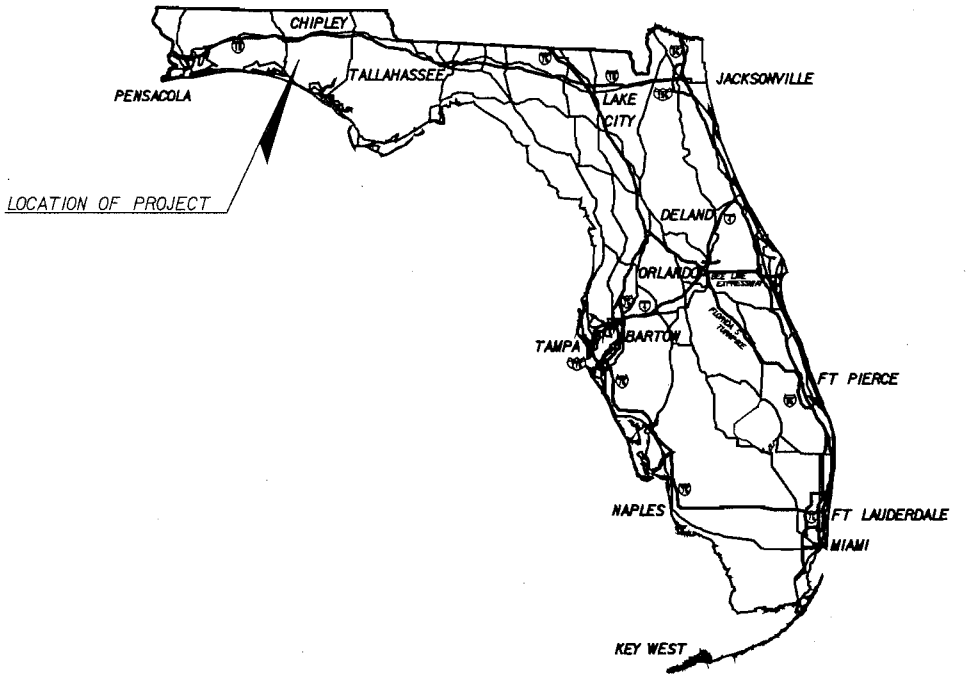 CHIPLEY
TALLAHASSEE
PENSACOLA
JACKSONVILLE
LAKE
CITY
LOCATION OF PROJECT
DELAND
ORLANDO
BEE LINE
EXPRESSWAY
FLORIDA'S
TURNPIKE
TAMPA
BARTOW
FT PIERCE
NAPLES
FT LAUDERDALE
MIAMI
KEY WEST